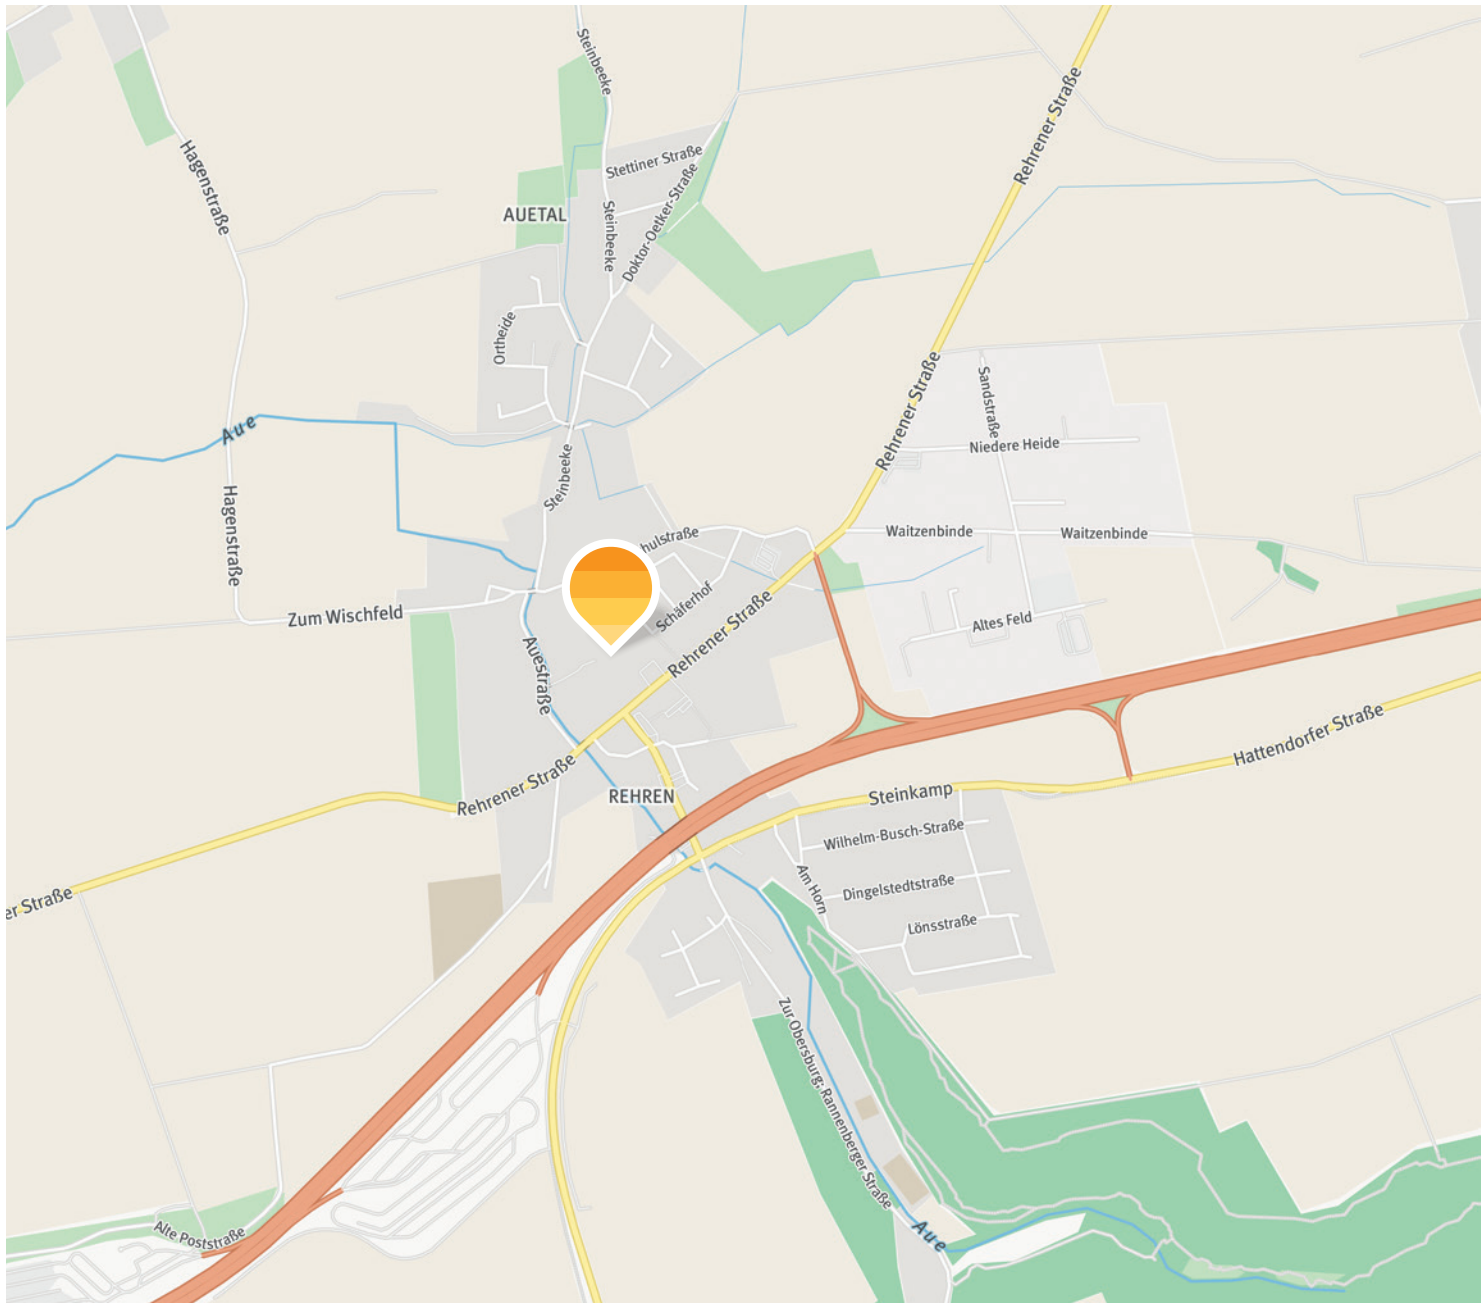 Steinbeeke
Rehrener Straße
Hagenstraße
Stettiner Straße
AUETAL
Steinbeeke
Doktor-Oetker-Straße
Ortheide
Rehrener Straße
Sandstraße
Aue
Niedere Heide
Steinbeeke
Hagenstraße
hulstraße
Waitzenbinde
Waitzenbinde
Zum Wischfeld
Schäferhof
Rehrener Straße
Altes Feld
Auestraße
Hattendorfer Straße
Rehrener Straße
REHREN
Steinkamp
Wilhelm-Busch-Straße
Am Horn
Dingelstedtstraße
er Straße
Lönsstraße
Zur Obersburg; Rannenberger Straße
Alte Poststraße
Aue